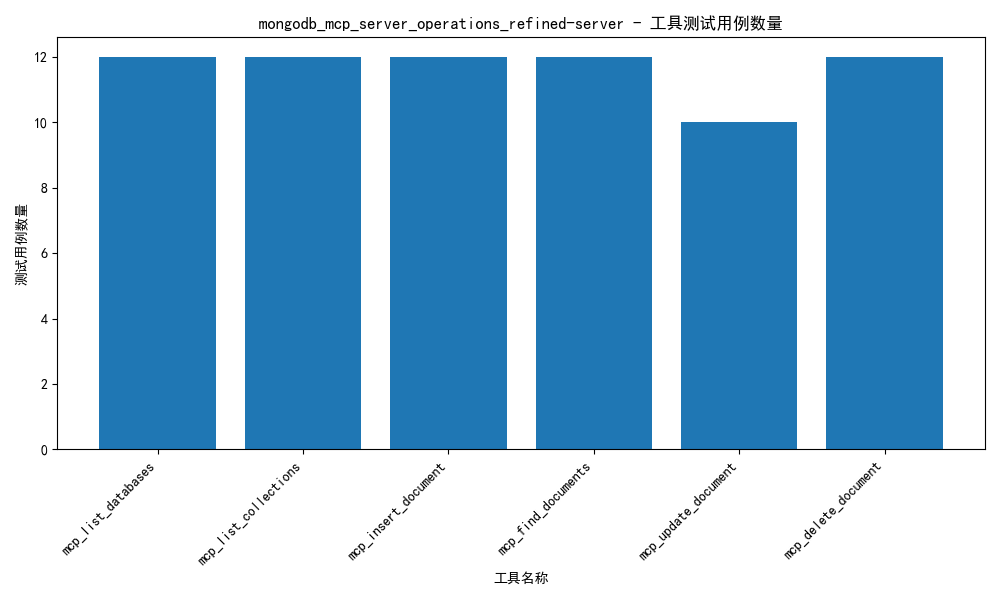 mongodb_mcp_server_operations_refined-server - 工具测试用例数量
测试用例数量
12
10
8
6
4
2
0
mcp_list_databases
mcp_list_collections
mcp_insert_document
mcp_find_documents
mcp_update_document
mcp_delete_document
工具名称